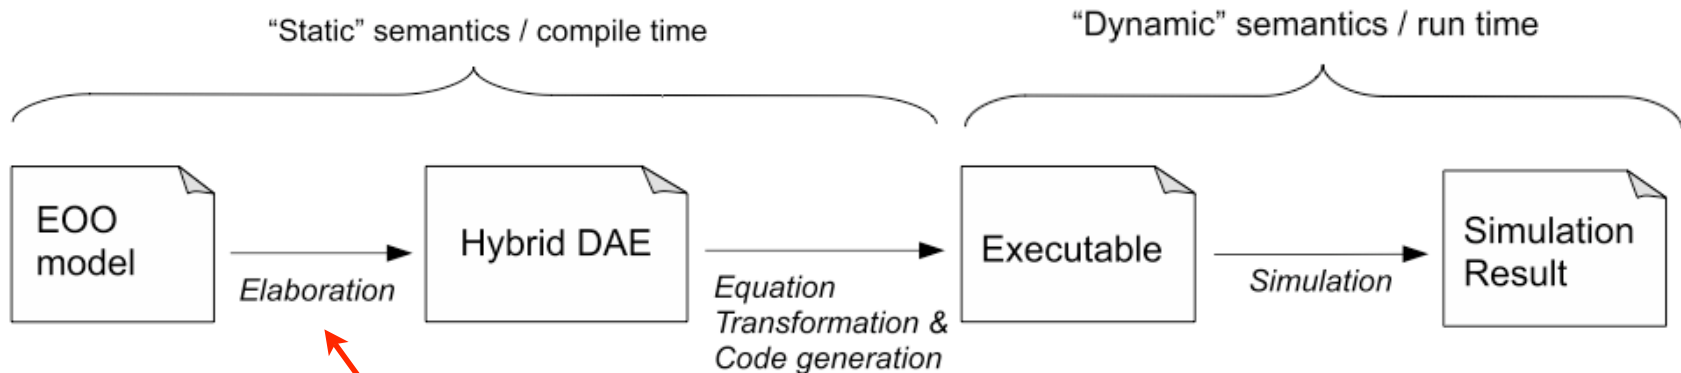 “Static” semantics / compile time
“Dynamic” semantics / run time
EOO
model
Elaboration
Hybrid DAE
Equation
Transformation &
Code generation
Executable
Simulation
Simulation
Result